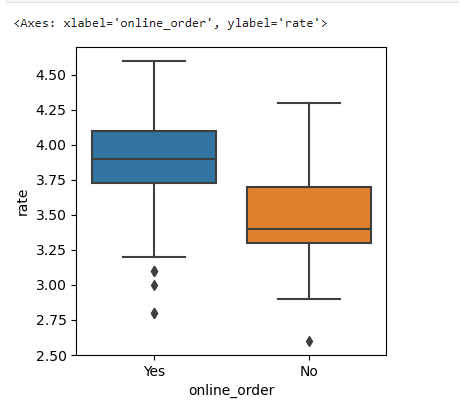 <Axes: xlabel='online_order', ylabel='rate'>
4.50
4.25
4.00
3.75
3.50
3.25
3.00
2.75
2.50
rate
Yes No
online_order